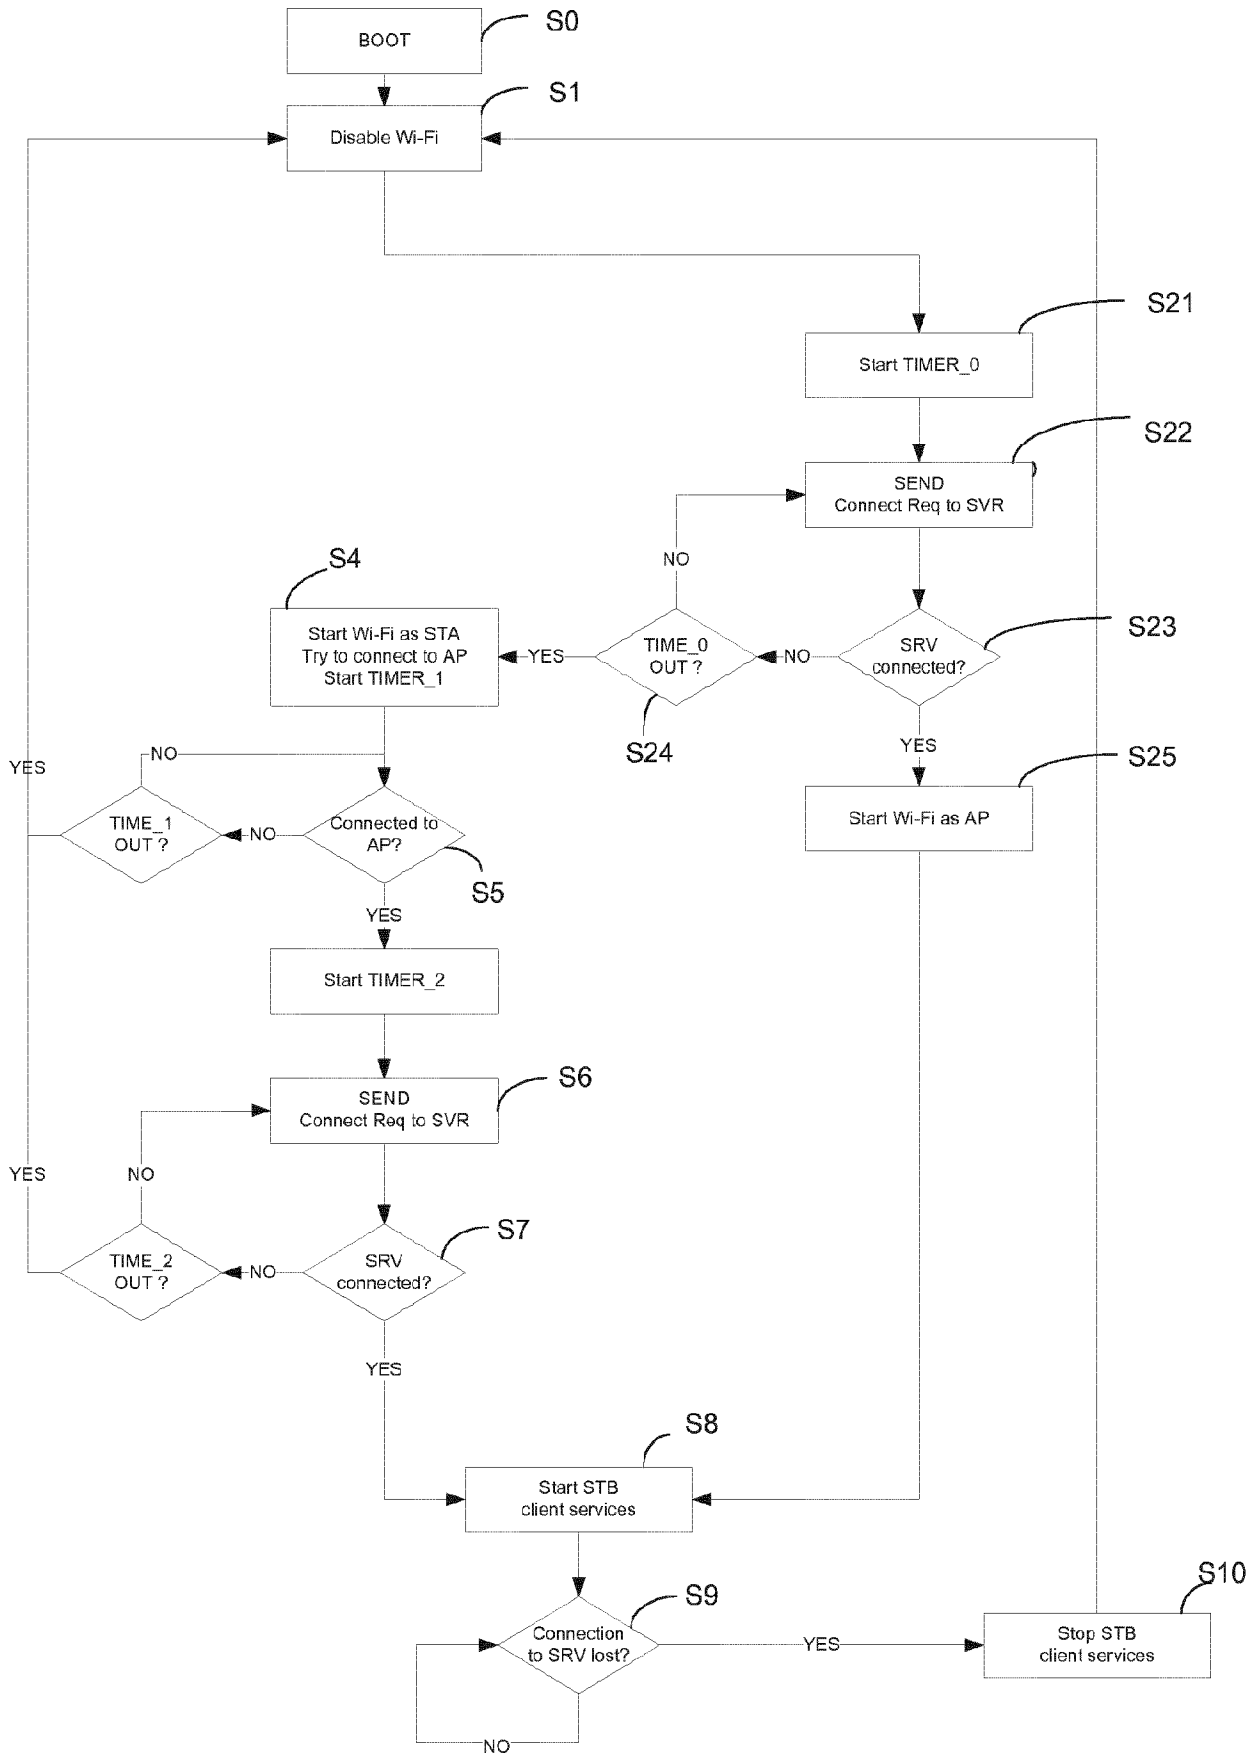 BOOT
S0
Disable Wi-Fi
S1
Start TIMER_0
S21
SEND
Connect Req to SVR
S22
NO
S4
Start Wi-Fi as STA
Try to connect to AP
Start TIMER_1
YES
TIME_0
OUT ?
S24
NO
SRV
connected?
S23
YES
Start Wi-Fi as AP
S25
YES
NO
TIME_1
OUT ?
NO
Connected to
AP?
S5
YES
Start TIMER_2
SEND
Connect Req to SVR
S6
YES
NO
TIME_2
OUT ?
NO
SRV
connected?
S7
YES
Start STB
client services
S8
Connection
to SRV lost?
S9
NO
YES
Stop STB
client services
S10